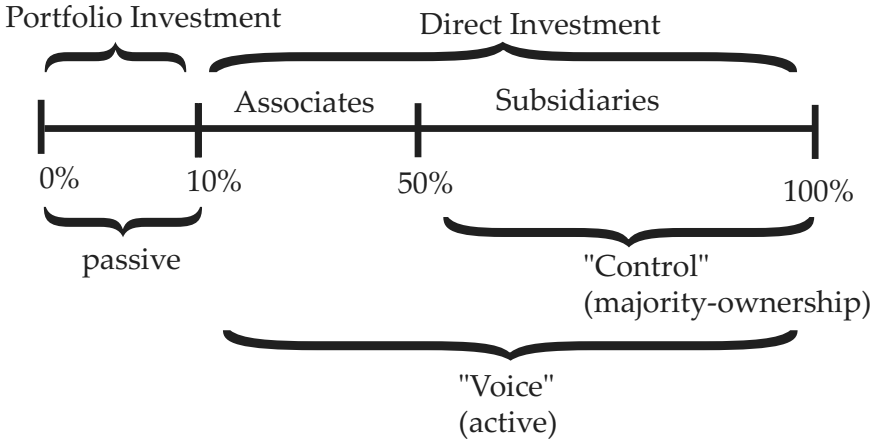 Portfolio Investment
Direct Investment
Associates
Subsidiaries
0%
10%
50%
100%
passive
"Control"
(majority-ownership)
"Voice"
(active)